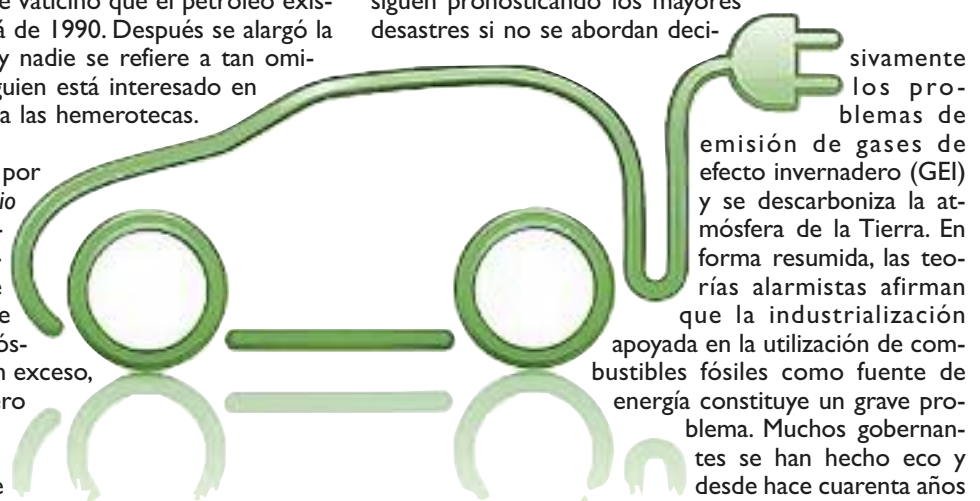 vaticinó que el petróleo exis-
de 1990. Después se alargó la
y nadie se refiere a tan omi-
guien está interesado en
a las hemerotecas.
por
io
exceso,
ero
siguen pronosticando los mayores
desastres si no se abordan deci-
sivamente
los pro-
blemas de
emisión de gases de
efecto invernadero (GEI)
y se descarboniza la at-
mósfera de la Tierra. En
forma resumida, las teo-
rías alarmistas afirman
que la industrialización
apoyada en la utilización de com-
bustibles fósiles como fuente de
energía constituye un grave pro-
blema. Muchos gobernan-
tes se han hecho eco y
desde hace cuarenta años